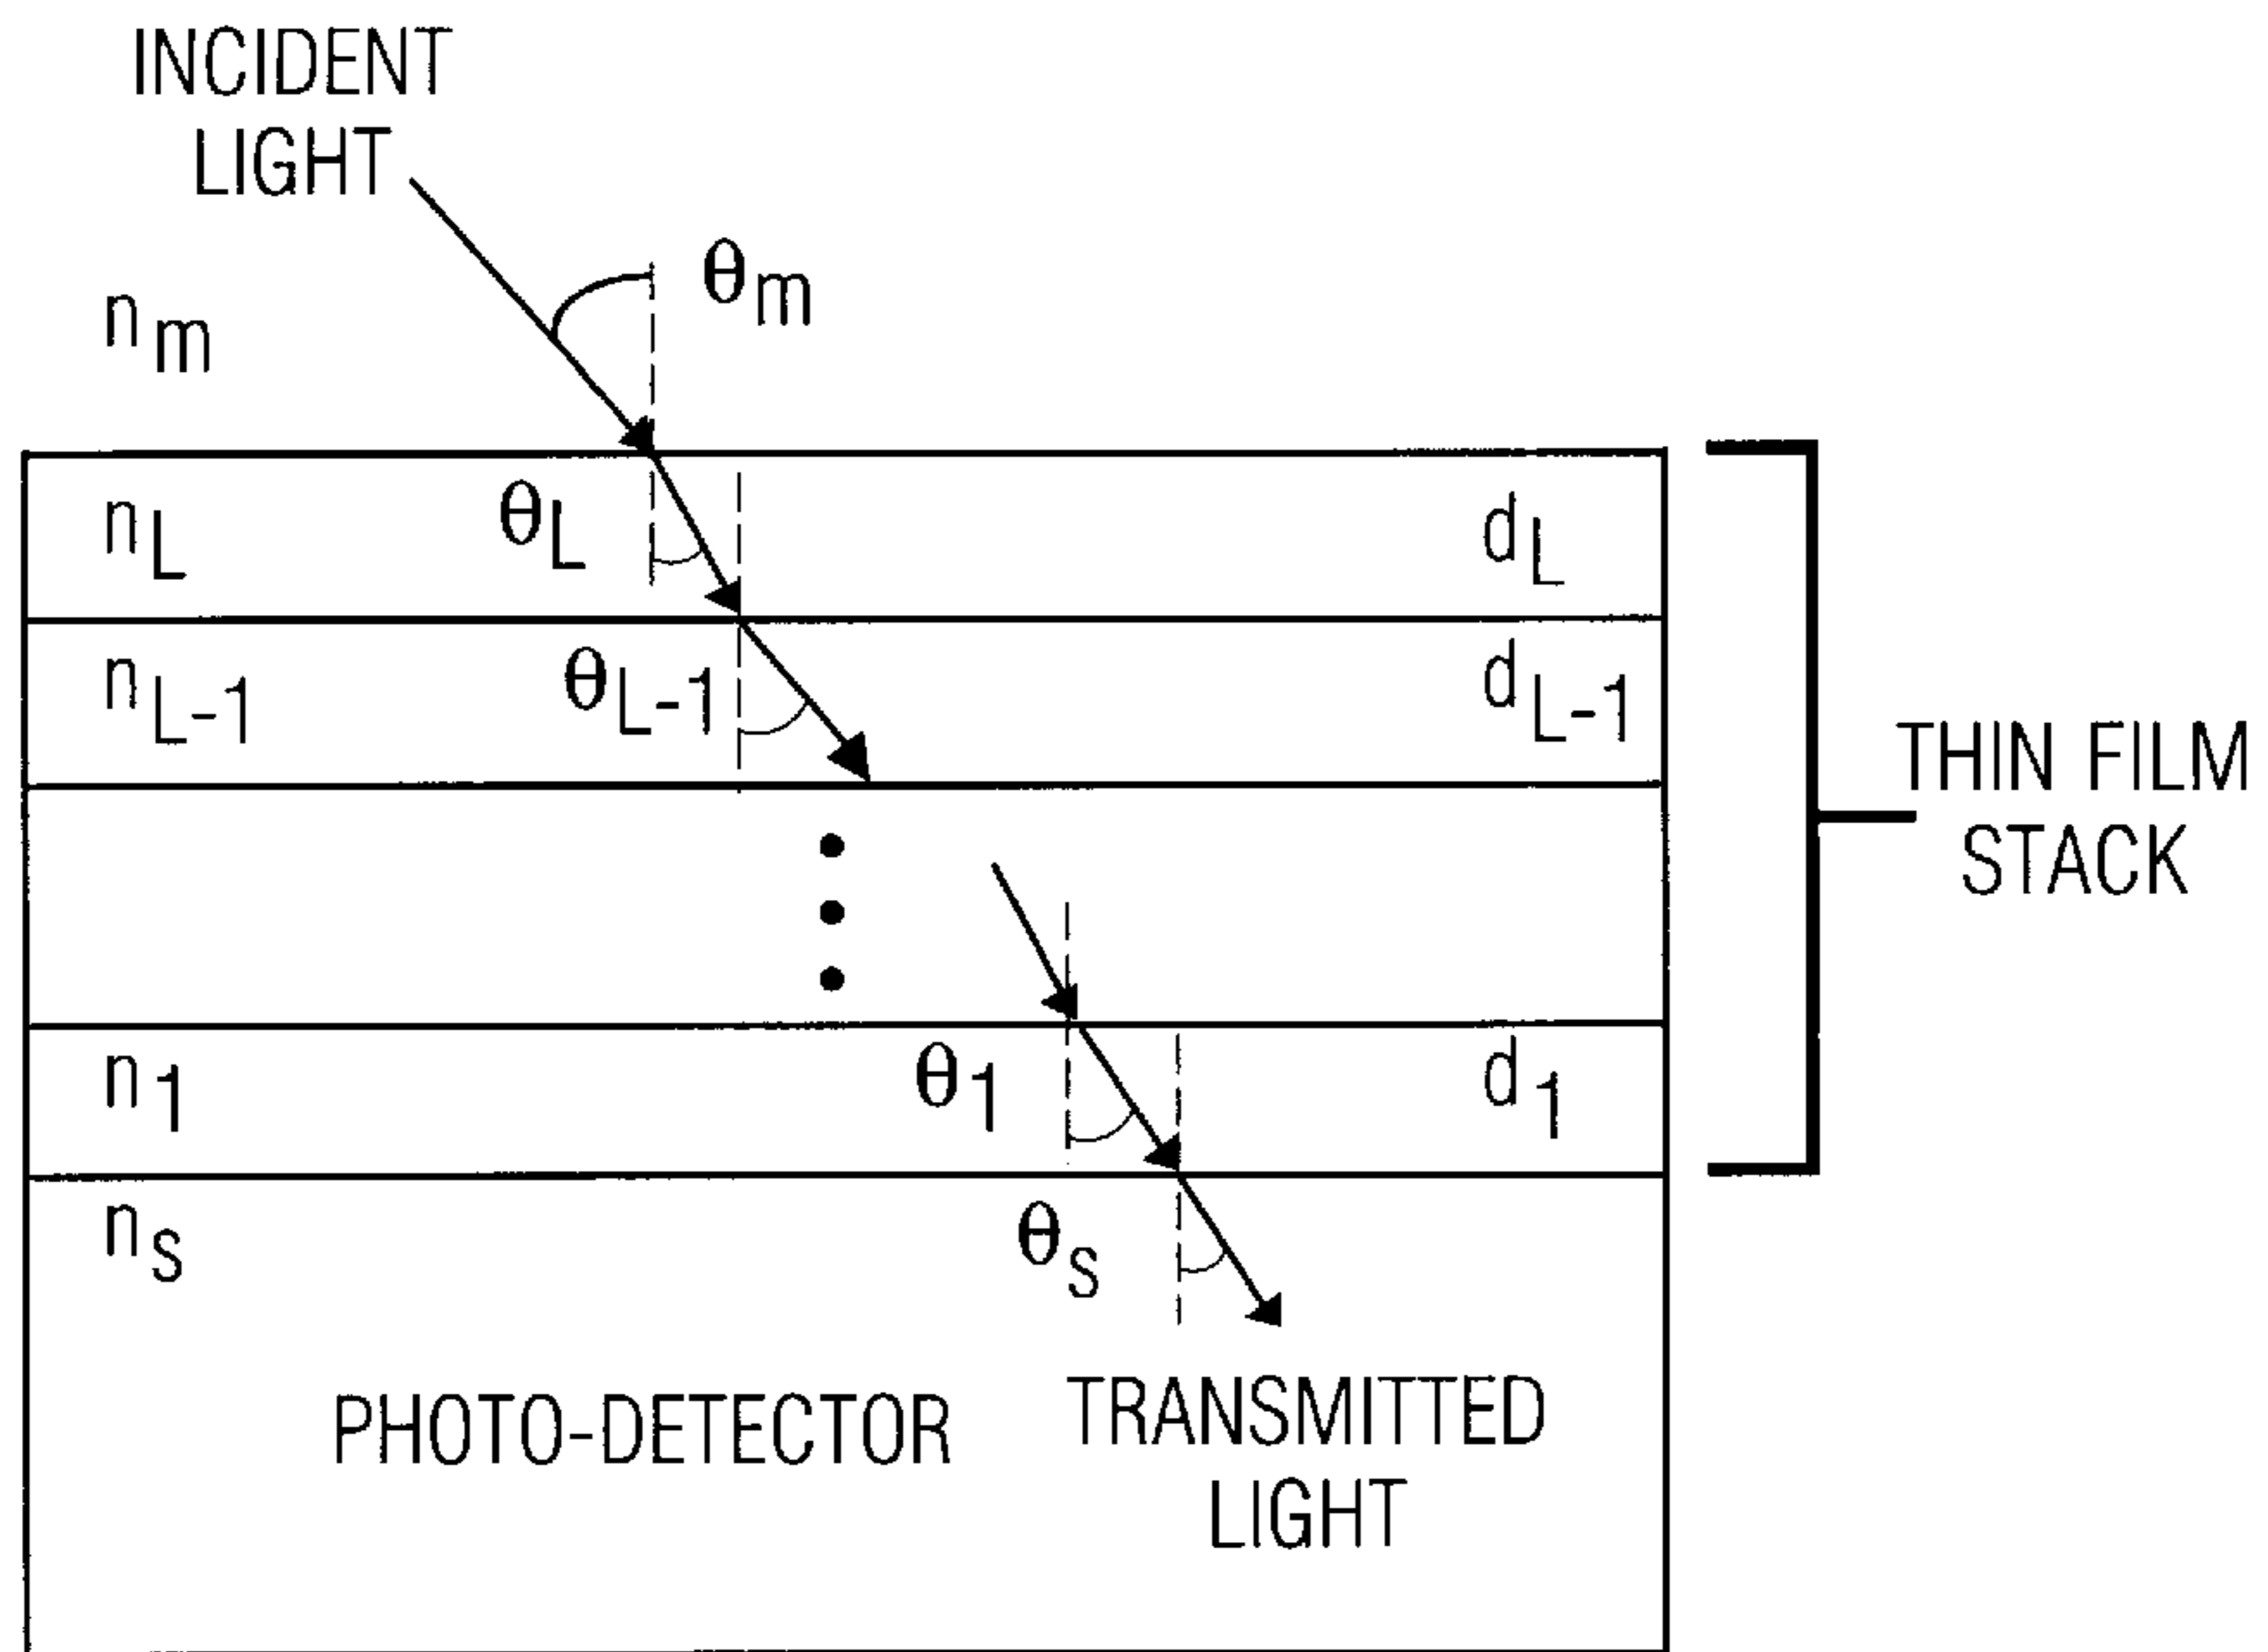 INCIDENT
LIGHT
θm
nm
nL
θL
dL
nL-1
θL-1
dL-1
THIN FILM
STACK
n1
θ1
d1
ns
θs
PHOTO-DETECTOR
TRANSMITTED
LIGHT